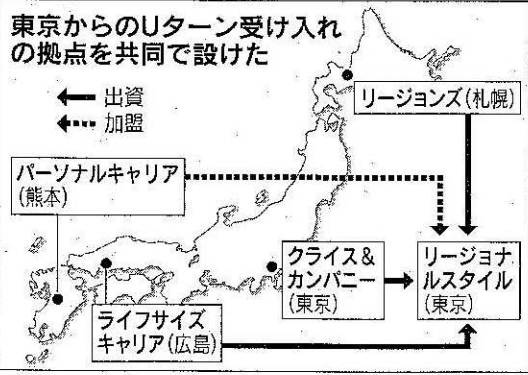 東京からのUターン受け入れ
の拠点を共同で設けた
出資
加盟
リージョンズ(札幌)
パーソナルキャリア
(熊本)
クライス&
カンパニー
(東京)
リージョナ
ルスタイル
(東京)
ライフサイズ
キャリア(広島)